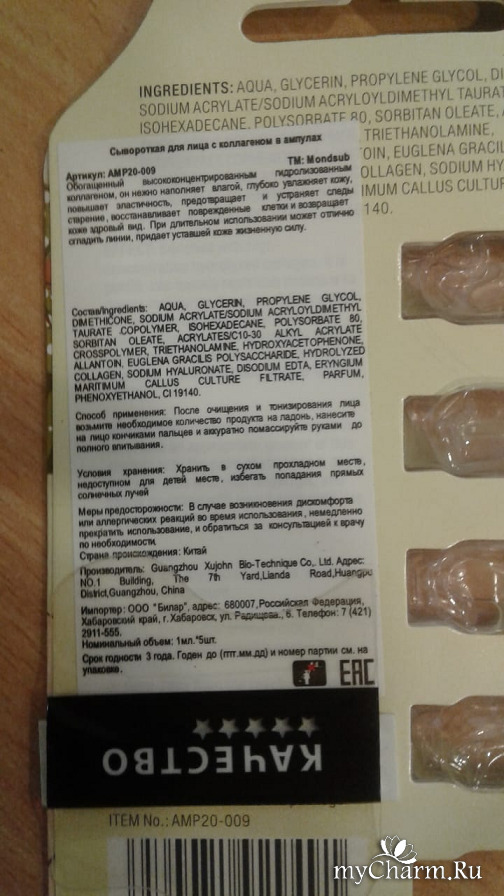 INGREDIENTS: AQUA, GLYCERIN, PROPYLENE GLYCOL, DI
SODIUM ACRYLATE/SODIUM ACRYLOYLDIMETHYL TAURAT
ISOHEXADECANE, POLYSORBATE 80, SORBITAN OLEATE,
TRIETHANOLAMINE,
OIN, EUGLENA GRACIL
OLLAGEN, SODIUM HY
IMUM CALLUS CULTUR
140.
Сыворотка для лица с коллагеном в ампулах
Артикул: AMP20-009 TM: Mondsub
Обогащенный высококонцентрированным гидролизованным
коллагеном, он нежно наполняет влагой, глубоко увлажняет кожу,
повышает эластичность, предотвращает и устраняет следы
старение, восстанавливает поврежденные клетки и возвращает
коже здоровый вид. При длительном использовании может отлично
сгладить линии, придает уставшей коже жизненную силу.
Состав/Ingredients: AQUA, GLYCERIN, PROPYLENE GLYCOL,
DIMETHICONE, SODIUM ACRYLATE/SODIUM ACRYLOYLDIMETHYL
TAURATE COPOLYMER, ISOHEXADECANE, POLYSORBATE 80,
SORBITAN OLEATE, ACRYLATES/C10-30 ALKYL ACRYLATE
CROSSPOLYMER, TRIETHANOLAMINE, HYDROXYACETOPHENONE,
ALLANTOIN, EUGLENA GRACILIS POLYSACCHARIDE, HYDROLYZED
COLLAGEN, SODIUM HYALURONATE, DISODIUM EDTA, ERYNGIUM
MARITIMUM CALLUS CULTURE FILTRATE, PARFUM,
PHENOXYETHANOL, CI 19140.
Способ применения: После очищения и тонизирования лица
возьмите необходимое количество продукта на ладонь, нанесите
на лицо кончиками пальцев и аккуратно помассируйте руками до
полного впитывания.
Условия хранения: Хранить в сухом прохладном месте,
недоступном для детей месте, избегать попадания прямых
солнечных лучей
Меры предосторожности: В случае возникновения дискомфорта
или аллергических реакций во время использования, немедленно
прекратить использование, и обратиться за консультацией к врачу
по необходимости.
Страна происхождения: Китай
Производитель: Guangzhou Xujohn Bio-Technique Co,. Ltd. Адрес:
NO.1 Building, The 7th Yard,Lianda Road,Huangpu
District,Guangzhou, China
Импортер: ООО "Билар", адрес: 680007,Российская Федерация,
Хабаровский край, г. Хабаровск, ул. Радищева, 6. Телефон: 7 (421)
2911-555.
Номинальный объем: 1мл.*5шт.
Срок годности 3 года. Годен до (гггг.мм.дд) и номер партии см. на
упаковке.
EAC
КАЧЕСТВО
ITEM No.: AMP20-009
myCharm.Ru